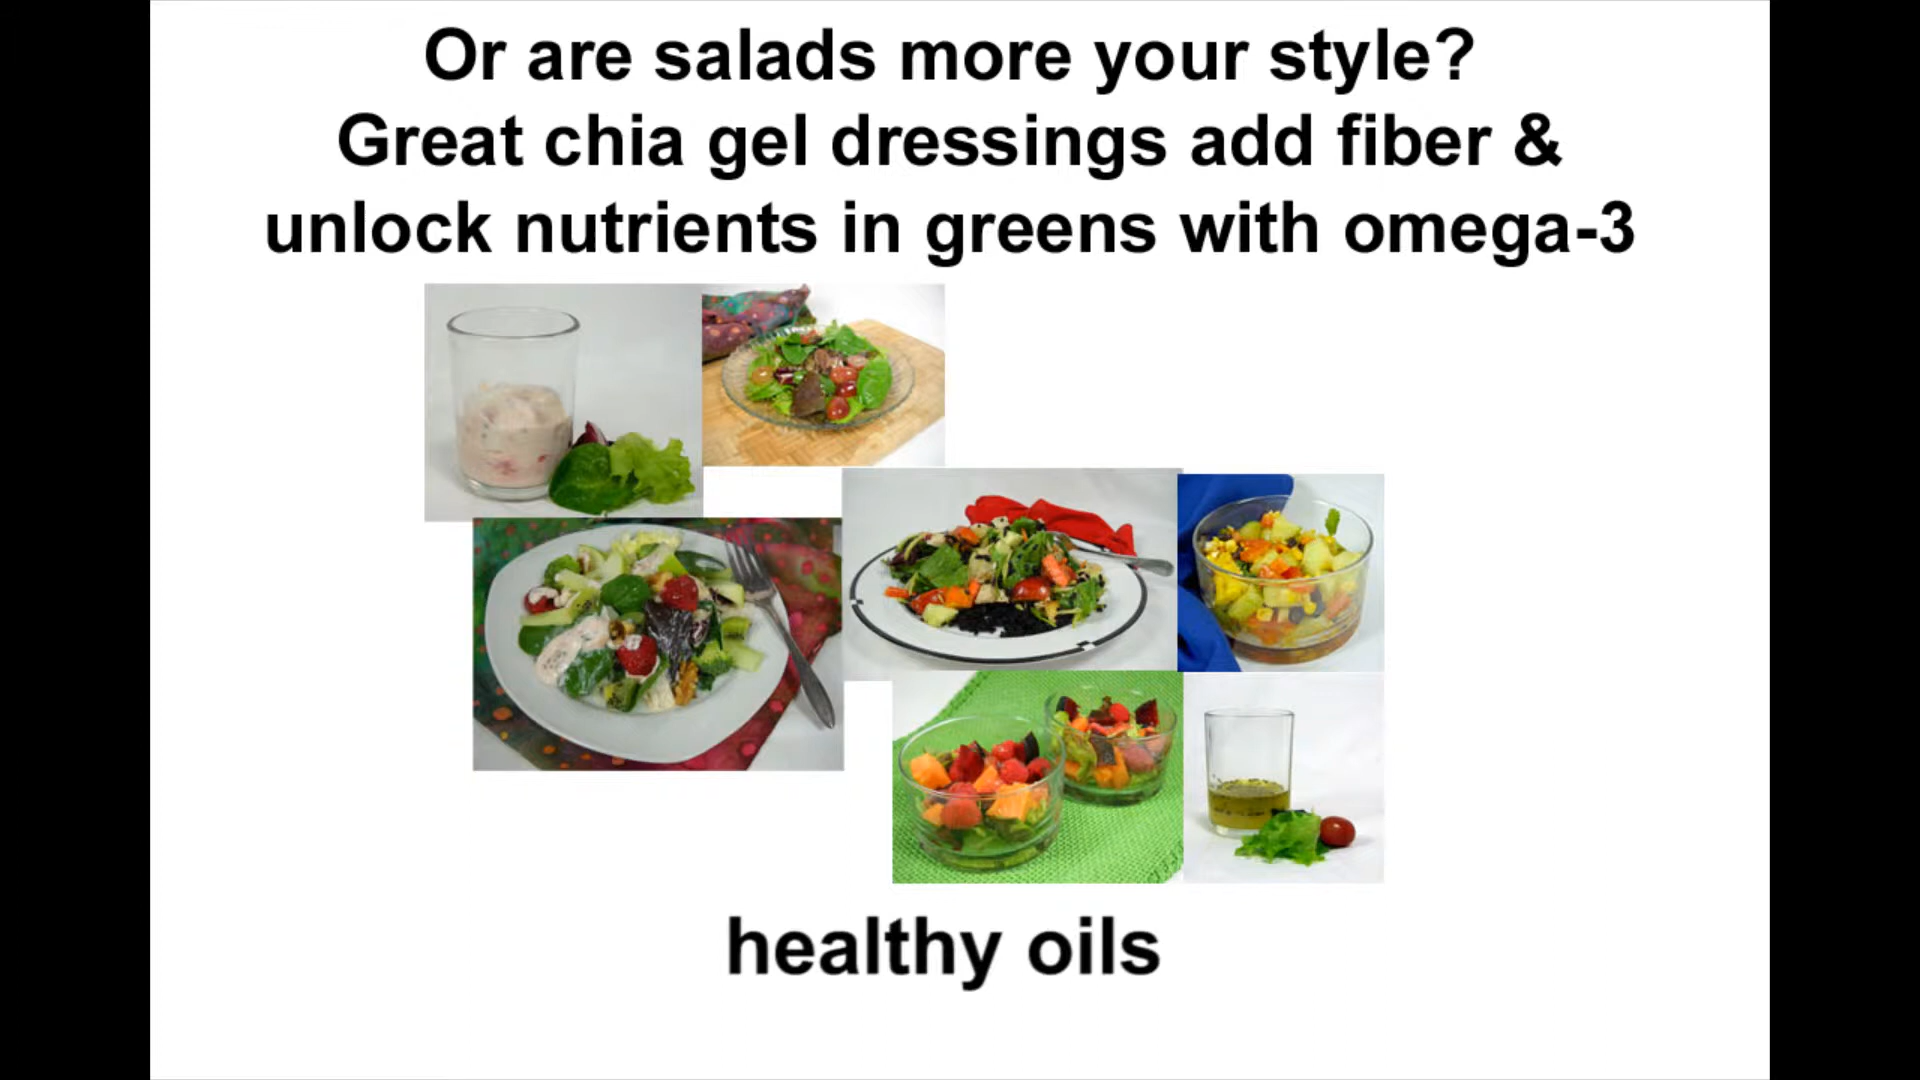 Or are salads more your style?
Great chia gel dressings add fiber &
unlock nutrients in greens with omega-3
healthy oils